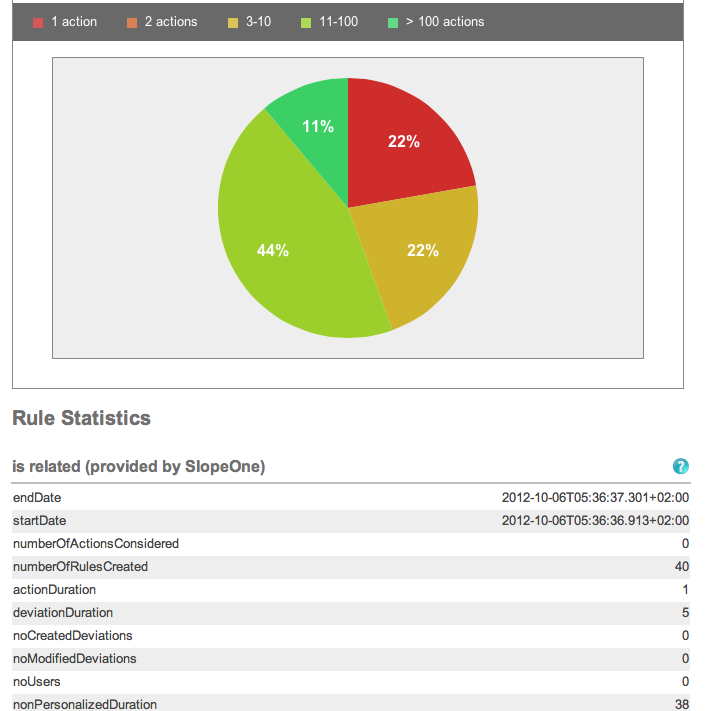 1 action 2 actions 3-10 11-100 > 100 actions
11% 22%
44% 22%
Rule Statistics
is related (provided by SlopeOne) ?
endDate 2012-10-06T05:36:37.301+02:00
startDate 2012-10-06T05:36:36.913+02:00
numberOfActionsConsidered 0
numberOfRulesCreated 40
actionDuration 1
deviationDuration 5
noCreatedDeviations 0
noModifiedDeviations 0
noUsers 0
nonPersonalizedDuration 38